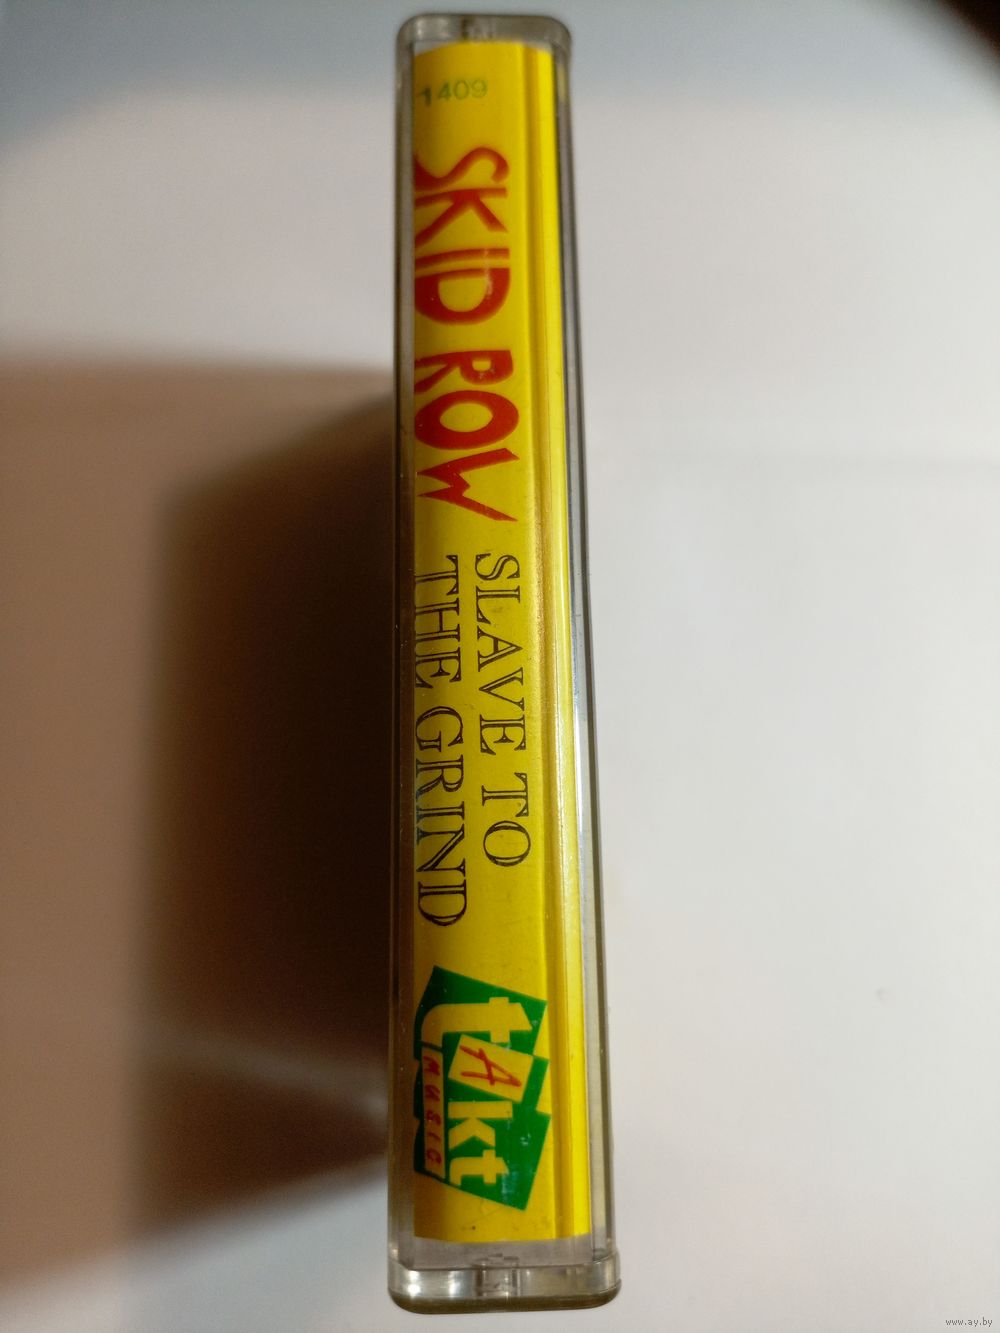 1409
SKID ROW
SLAVE TO
THE GRIND
tAkt
MUSIC
www.ay.by